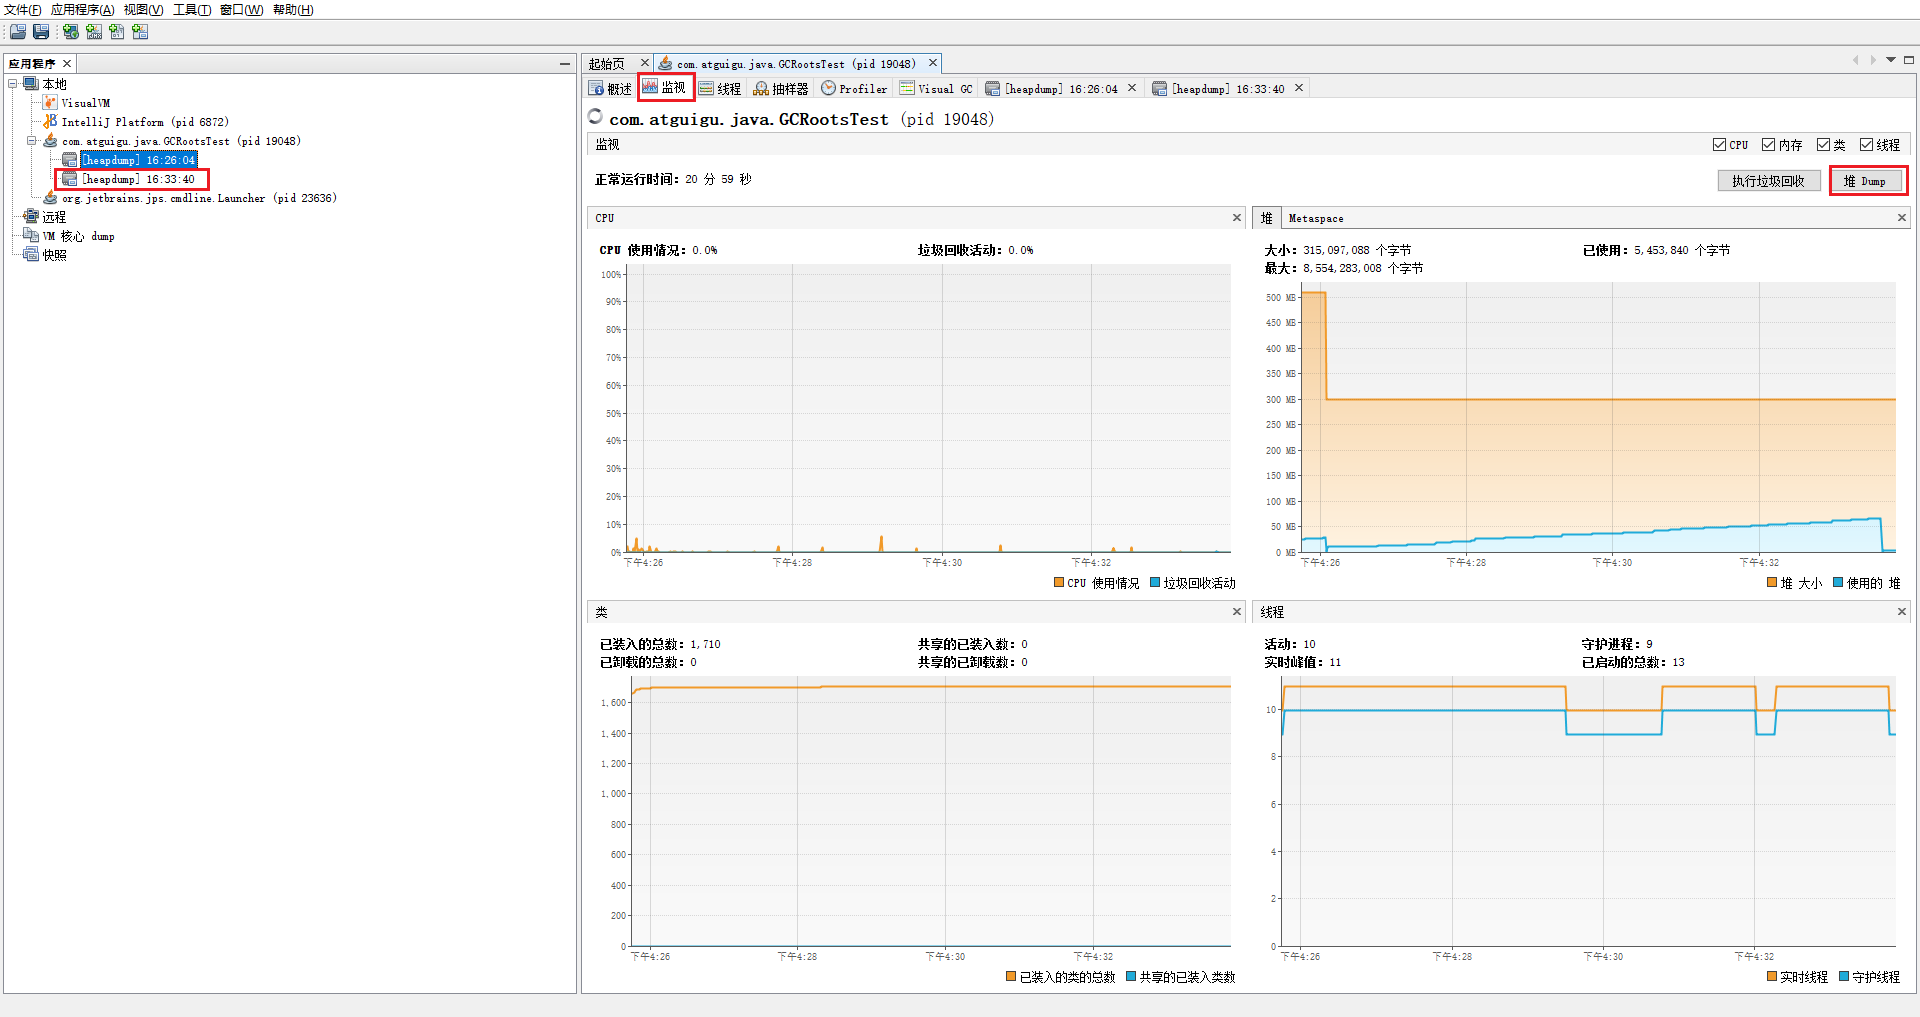 文件(F) 应用程序(A) 视图(V) 工具(T) 窗口(W) 帮助(H)
应用程序
本地
VisualVM
IntelliJ Platform (pid 6872)
com.atguigu.java.GCRootsTest (pid 19048)
[heapdump] 16:26:04
[heapdump] 16:33:40
org.jetbrains.jps.cmdline.Launcher (pid 23636)
远程
VM 核心 dump
快照
起始页 com.atguigu.java.GCRootsTest (pid 19048)
概述 监视 线程 抽样器 Profiler Visual GC [heapdump] 16:26:04 [heapdump] 16:33:40
com.atguigu.java.GCRootsTest (pid 19048)
监视 CPU 内存 类 线程
正常运行时间: 20 分 59 秒 执行垃圾回收 堆 Dump
CPU
CPU 使用情况: 0.0% 垃圾回收活动: 0.0%
100%
90%
80%
70%
60%
50%
40%
30%
20%
10%
0%
下午4:26 下午4:28 下午4:30 下午4:32
CPU 使用情况 垃圾回收活动
堆 Metaspace
大小: 315,097,088 个字节 已使用: 5,453,840 个字节
最大: 8,554,283,008 个字节
500 MB
450 MB
400 MB
350 MB
300 MB
250 MB
200 MB
150 MB
100 MB
50 MB
0 MB
下午4:26 下午4:28 下午4:30 下午4:32
堆 大小 使用的 堆
类
已装入的总数: 1,710 共享的已装入数: 0
已卸载的总数: 0 共享的已卸载数: 0
1,600
1,400
1,200
1,000
800
600
400
200
0
下午4:26 下午4:28 下午4:30 下午4:32
已装入的类的总数 共享的已装入类数
线程
活动: 10 守护进程: 9
实时峰值: 11 已启动的总数: 13
10
8
6
4
2
0
下午4:26 下午4:28 下午4:30 下午4:32
实时线程 守护线程